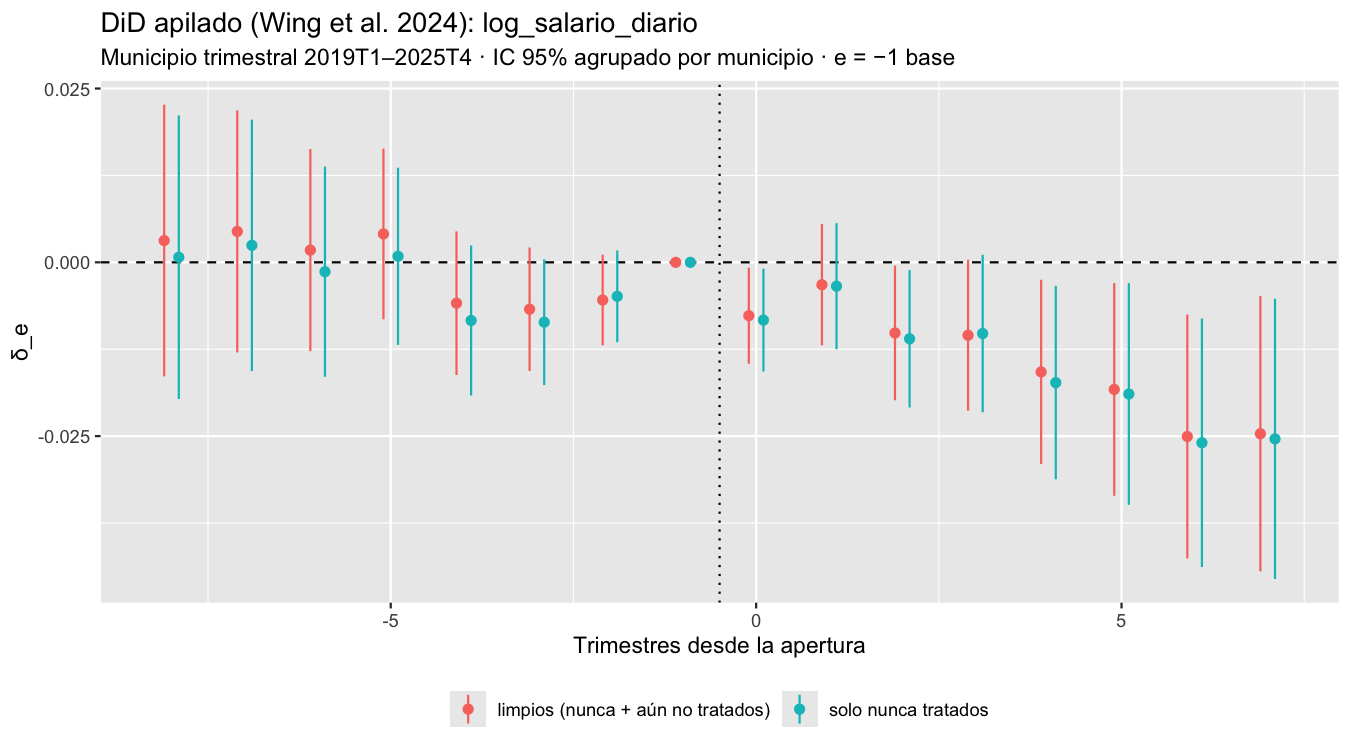 DiD apilado (Wing et al. 2024): log_salario_diario
Municipio trimestral 2019T1–2025T4 · IC 95% agrupado por municipio · e = −1 base
0.025
0.000
-0.025
δ_e
-5
0
5
Trimestres desde la apertura
limpios (nunca + aún no tratados)
solo nunca tratados